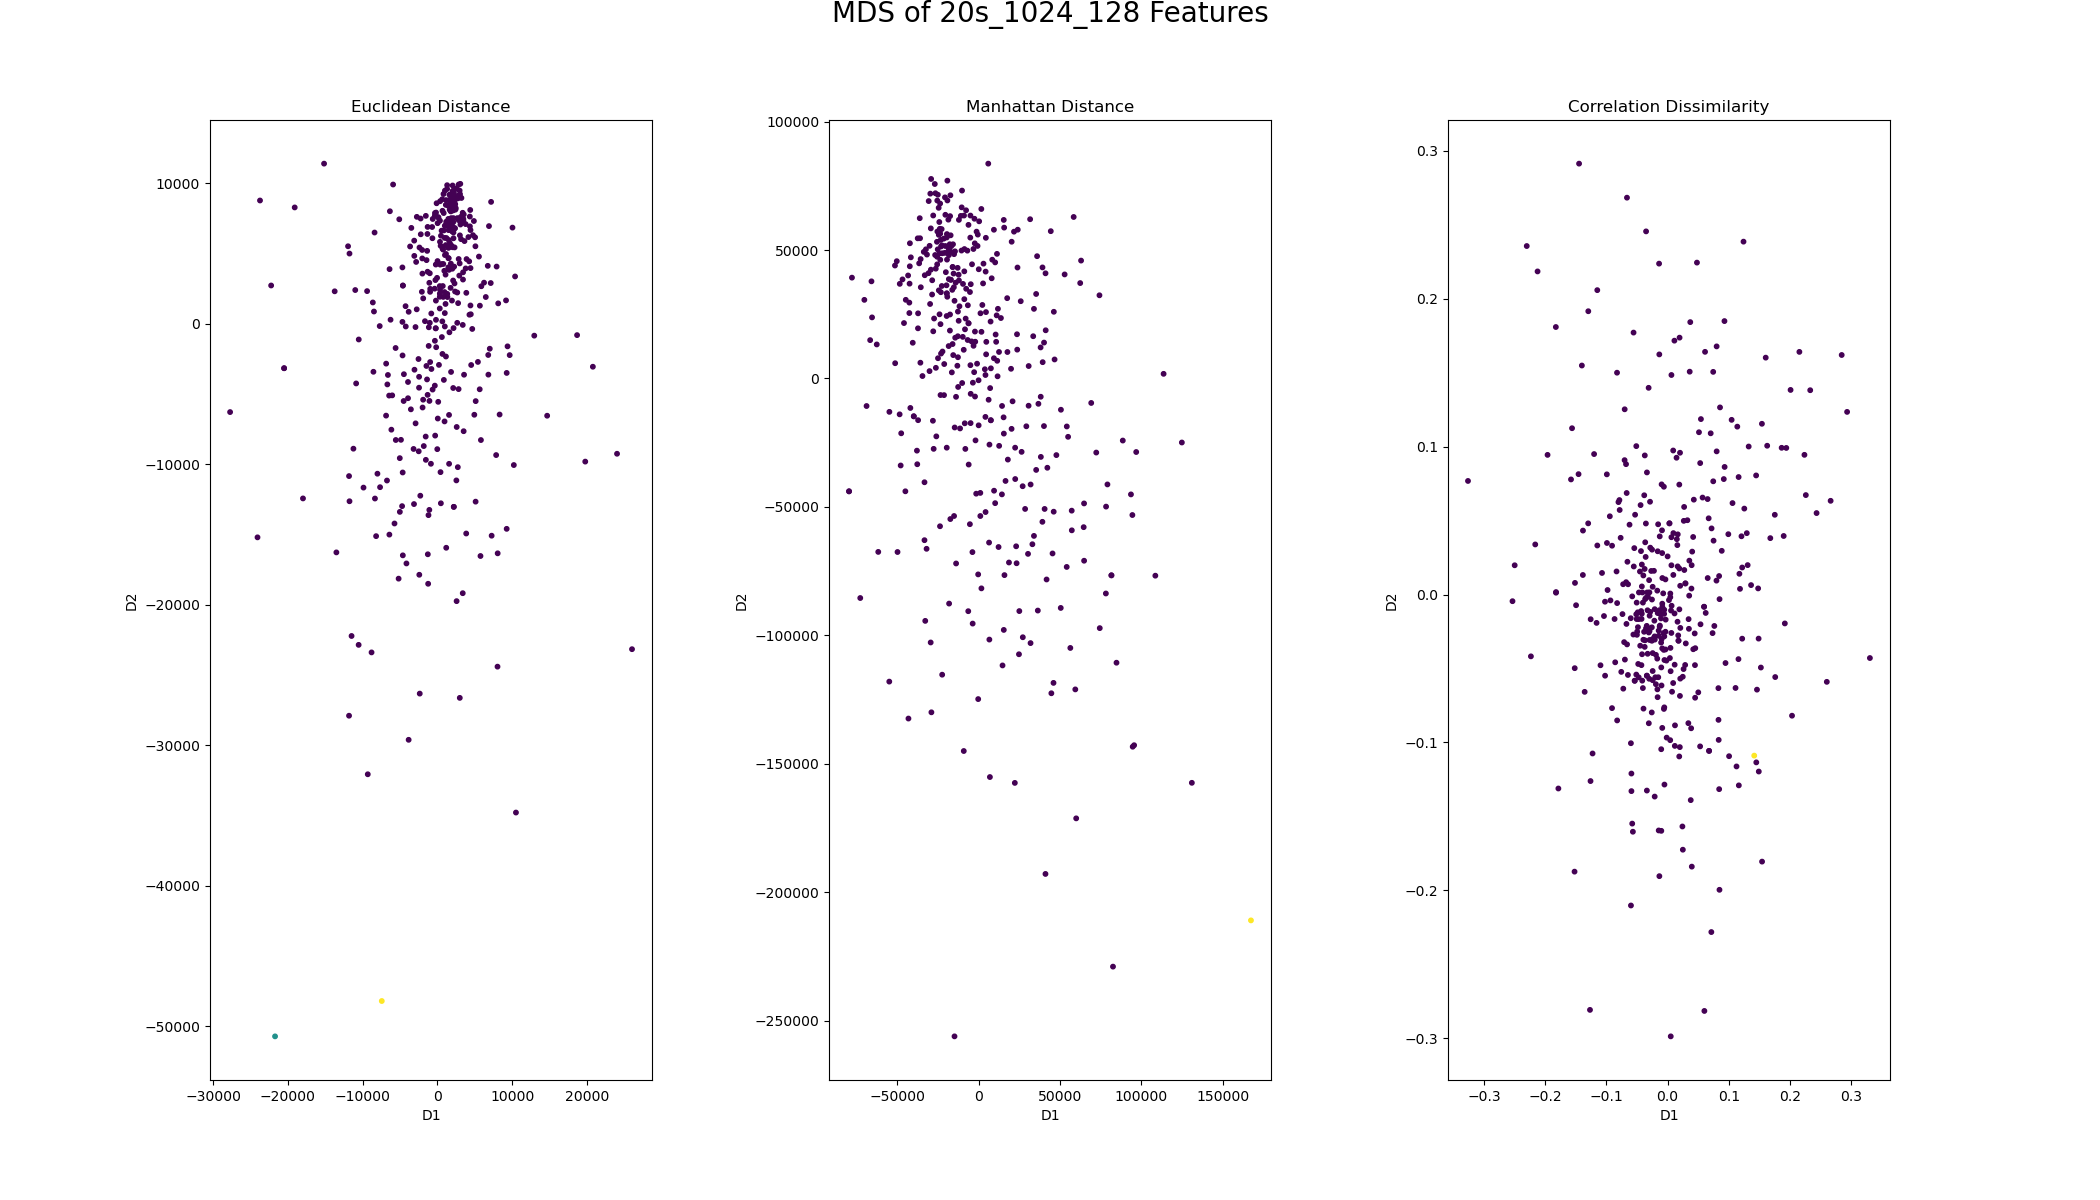 MDS of 20s_1024_128 Features
Euclidean Distance
10000
0
−10000
−20000
−30000
−40000
−50000
D2
−30000 −20000 −10000 0 10000 20000
D1
Manhattan Distance
100000
50000
0
−50000
−100000
−150000
−200000
−250000
D2
−50000 0 50000 100000 150000
D1
Correlation Dissimilarity
0.3
0.2
0.1
0.0
−0.1
−0.2
−0.3
D2
−0.3 −0.2 −0.1 0.0 0.1 0.2 0.3
D1